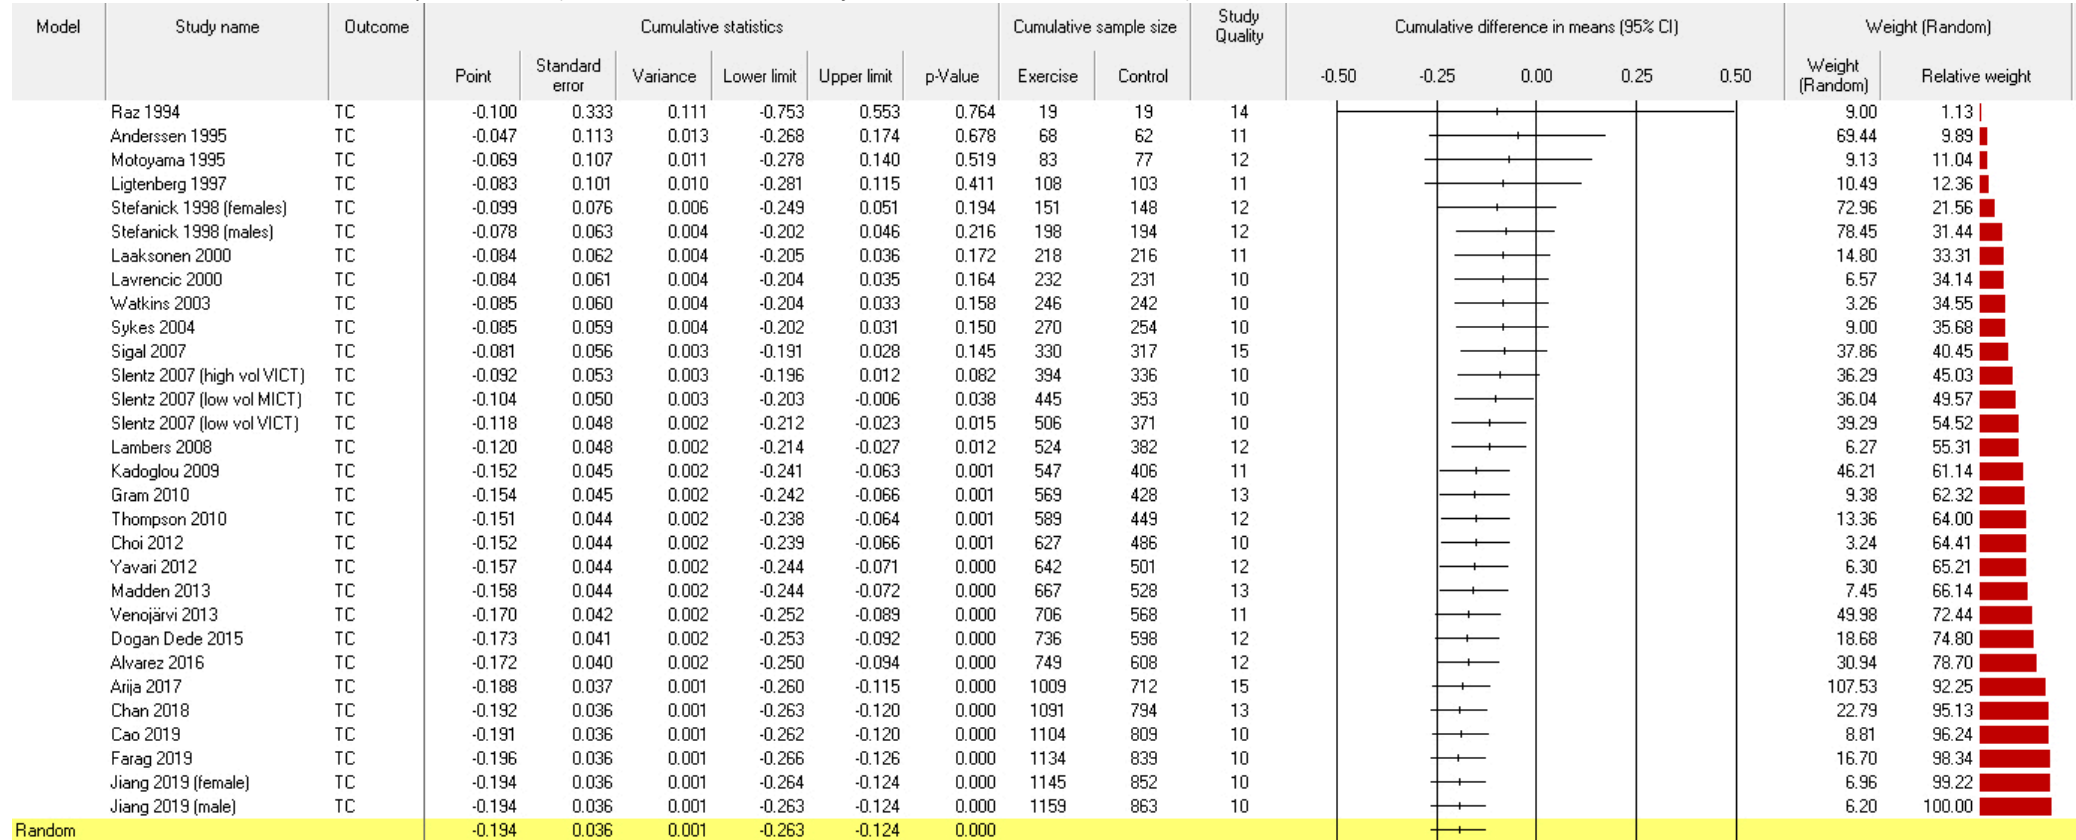 Model Study name Outcome Cumulative statistics Cumulative sample size Study Quality Cumulative difference in means (95% CI) Weight (Random)
Point Standard error Variance Lower limit Upper limit p-Value Exercise Control -0.50 -0.25 0.00 0.25 0.50 Weight (Random) Relative weight
Raz 1994 TC -0.100 0.333 0.111 -0.753 0.553 0.764 19 19 14 9.00 1.13
Anderssen 1995 TC -0.047 0.113 0.013 -0.268 0.174 0.678 68 62 11 69.44 9.89
Motoyama 1995 TC -0.069 0.107 0.011 -0.278 0.140 0.519 83 77 12 9.13 11.04
Ligtenberg 1997 TC -0.083 0.101 0.010 -0.281 0.115 0.411 108 103 11 10.49 12.36
Stefanick 1998 (females) TC -0.099 0.076 0.006 -0.249 0.051 0.194 151 148 12 72.96 21.56
Stefanick 1998 (males) TC -0.078 0.063 0.004 -0.202 0.046 0.216 198 194 12 78.45 31.44
Laaksonen 2000 TC -0.084 0.062 0.004 -0.205 0.036 0.172 218 216 11 14.80 33.31
Lavrencic 2000 TC -0.084 0.061 0.004 -0.204 0.035 0.164 232 231 10 6.57 34.14
Watkins 2003 TC -0.085 0.060 0.004 -0.204 0.033 0.158 246 242 10 3.26 34.55
Sykes 2004 TC -0.085 0.059 0.004 -0.202 0.031 0.150 270 254 10 9.00 35.68
Sigal 2007 TC -0.081 0.056 0.003 -0.191 0.028 0.145 330 317 15 37.86 40.45
Slentz 2007 (high vol VICT) TC -0.092 0.053 0.003 -0.196 0.012 0.082 394 336 10 36.29 45.03
Slentz 2007 (low vol MICT) TC -0.104 0.050 0.003 -0.203 -0.006 0.038 445 353 10 36.04 49.57
Slentz 2007 (low vol VICT) TC -0.118 0.048 0.002 -0.212 -0.023 0.015 506 371 10 39.29 54.52
Lambers 2008 TC -0.120 0.048 0.002 -0.214 -0.027 0.012 524 382 12 6.27 55.31
Kadoglou 2009 TC -0.152 0.045 0.002 -0.241 -0.063 0.001 547 406 11 46.21 61.14
Gram 2010 TC -0.154 0.045 0.002 -0.242 -0.066 0.001 569 428 13 9.38 62.32
Thompson 2010 TC -0.151 0.044 0.002 -0.238 -0.064 0.001 589 449 12 13.36 64.00
Choi 2012 TC -0.152 0.044 0.002 -0.239 -0.066 0.001 627 486 10 3.24 64.41
Yavari 2012 TC -0.157 0.044 0.002 -0.244 -0.071 0.000 642 501 12 6.30 65.21
Madden 2013 TC -0.158 0.044 0.002 -0.244 -0.072 0.000 667 528 13 7.45 66.14
Venojärvi 2013 TC -0.170 0.042 0.002 -0.252 -0.089 0.000 706 568 11 49.98 72.44
Dogan Dede 2015 TC -0.173 0.041 0.002 -0.253 -0.092 0.000 736 598 12 18.68 74.80
Alvarez 2016 TC -0.172 0.040 0.002 -0.250 -0.094 0.000 749 608 12 30.94 78.70
Arija 2017 TC -0.188 0.037 0.001 -0.260 -0.115 0.000 1009 712 15 107.53 92.25
Chan 2018 TC -0.192 0.036 0.001 -0.263 -0.120 0.000 1091 794 13 22.79 95.13
Cao 2019 TC -0.191 0.036 0.001 -0.262 -0.120 0.000 1104 809 10 8.81 96.24
Farag 2019 TC -0.196 0.036 0.001 -0.266 -0.126 0.000 1134 839 10 16.70 98.34
Jiang 2019 (female) TC -0.194 0.036 0.001 -0.264 -0.124 0.000 1145 852 10 6.96 99.22
Jiang 2019 (male) TC -0.194 0.036 0.001 -0.263 -0.124 0.000 1159 863 10 6.20 100.00
Random -0.194 0.036 0.001 -0.263 -0.124 0.000